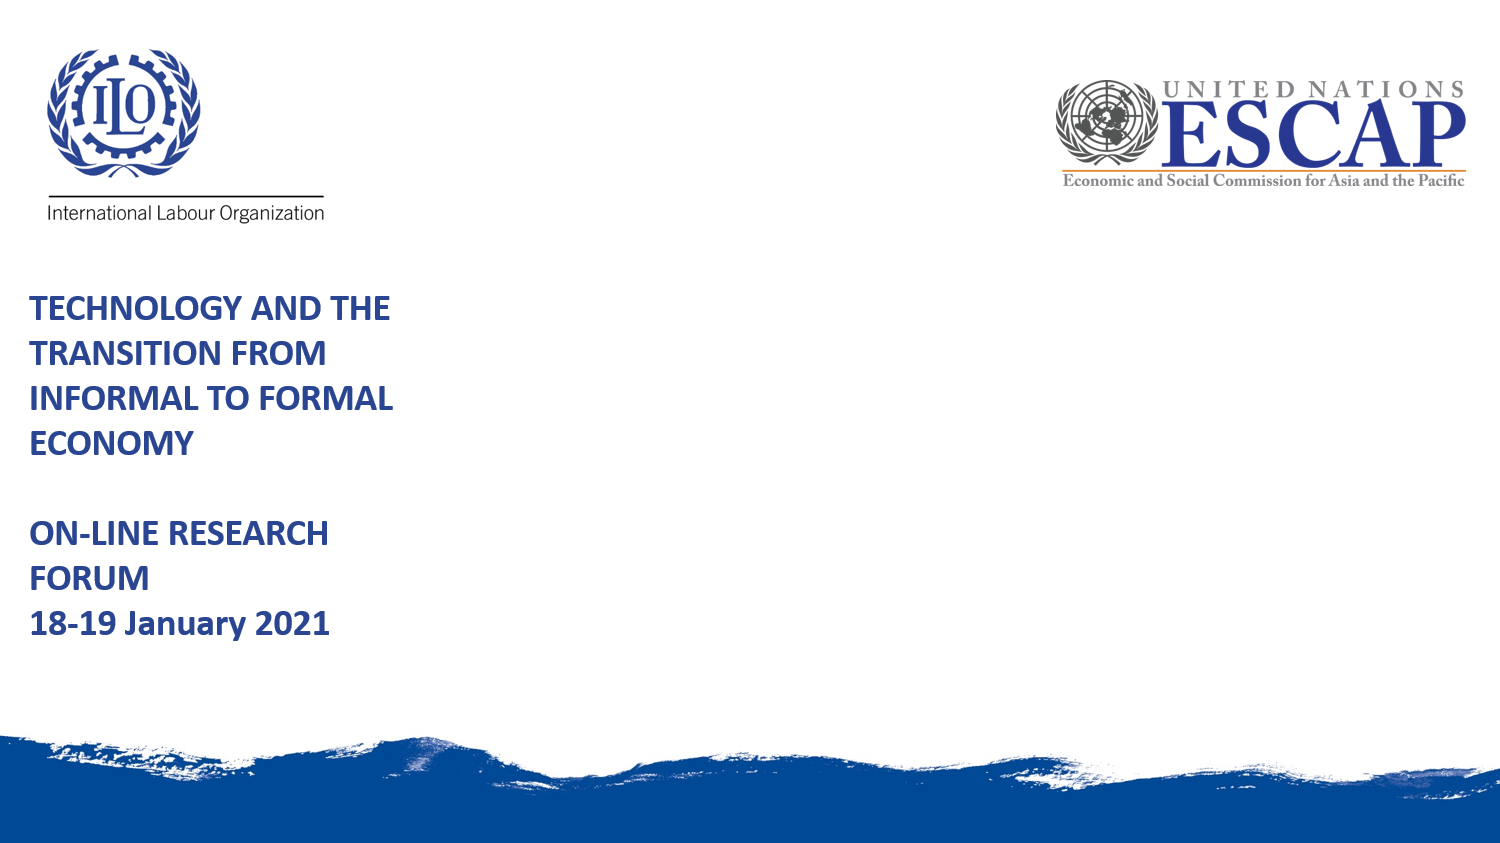 ILO
International Labour Organization
UNITED NATIONS
ESCAP
Economic and Social Commission for Asia and the Pacific
TECHNOLOGY AND THE
TRANSITION FROM
INFORMAL TO FORMAL
ECONOMY
ON-LINE RESEARCH
FORUM
18-19 January 2021